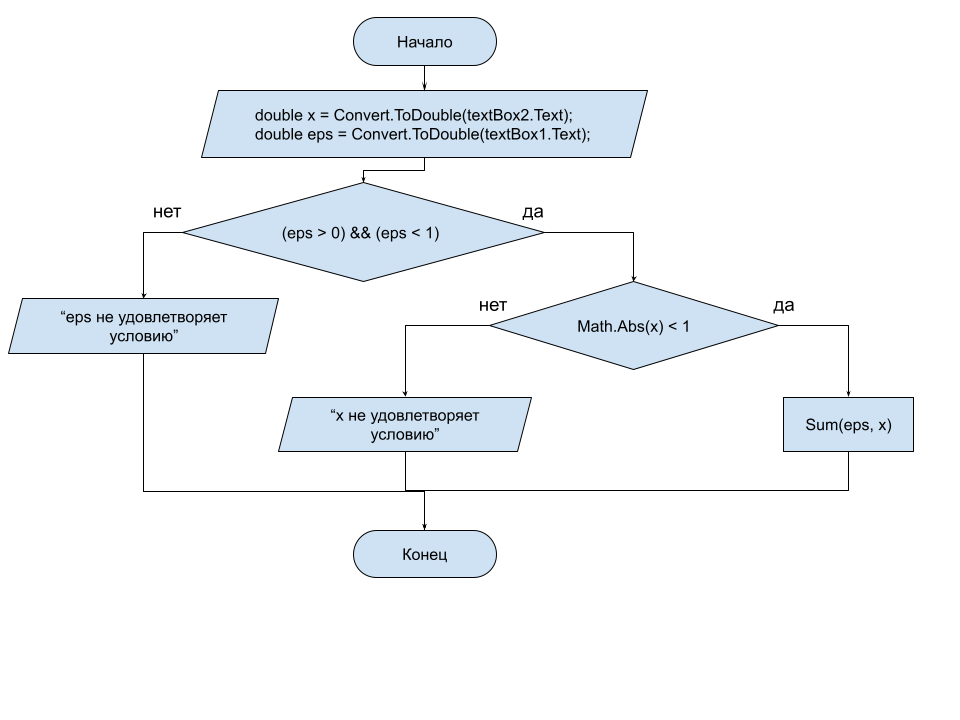 Начало
double x = Convert.ToDouble(textBox2.Text);
double eps = Convert.ToDouble(textBox1.Text);
нет
да
(eps > 0) && (eps < 1)
нет
да
“eps не удовлетворяет
условию”
Math.Abs(x) < 1
“x не удовлетворяет
условию”
Sum(eps, x)
Конец